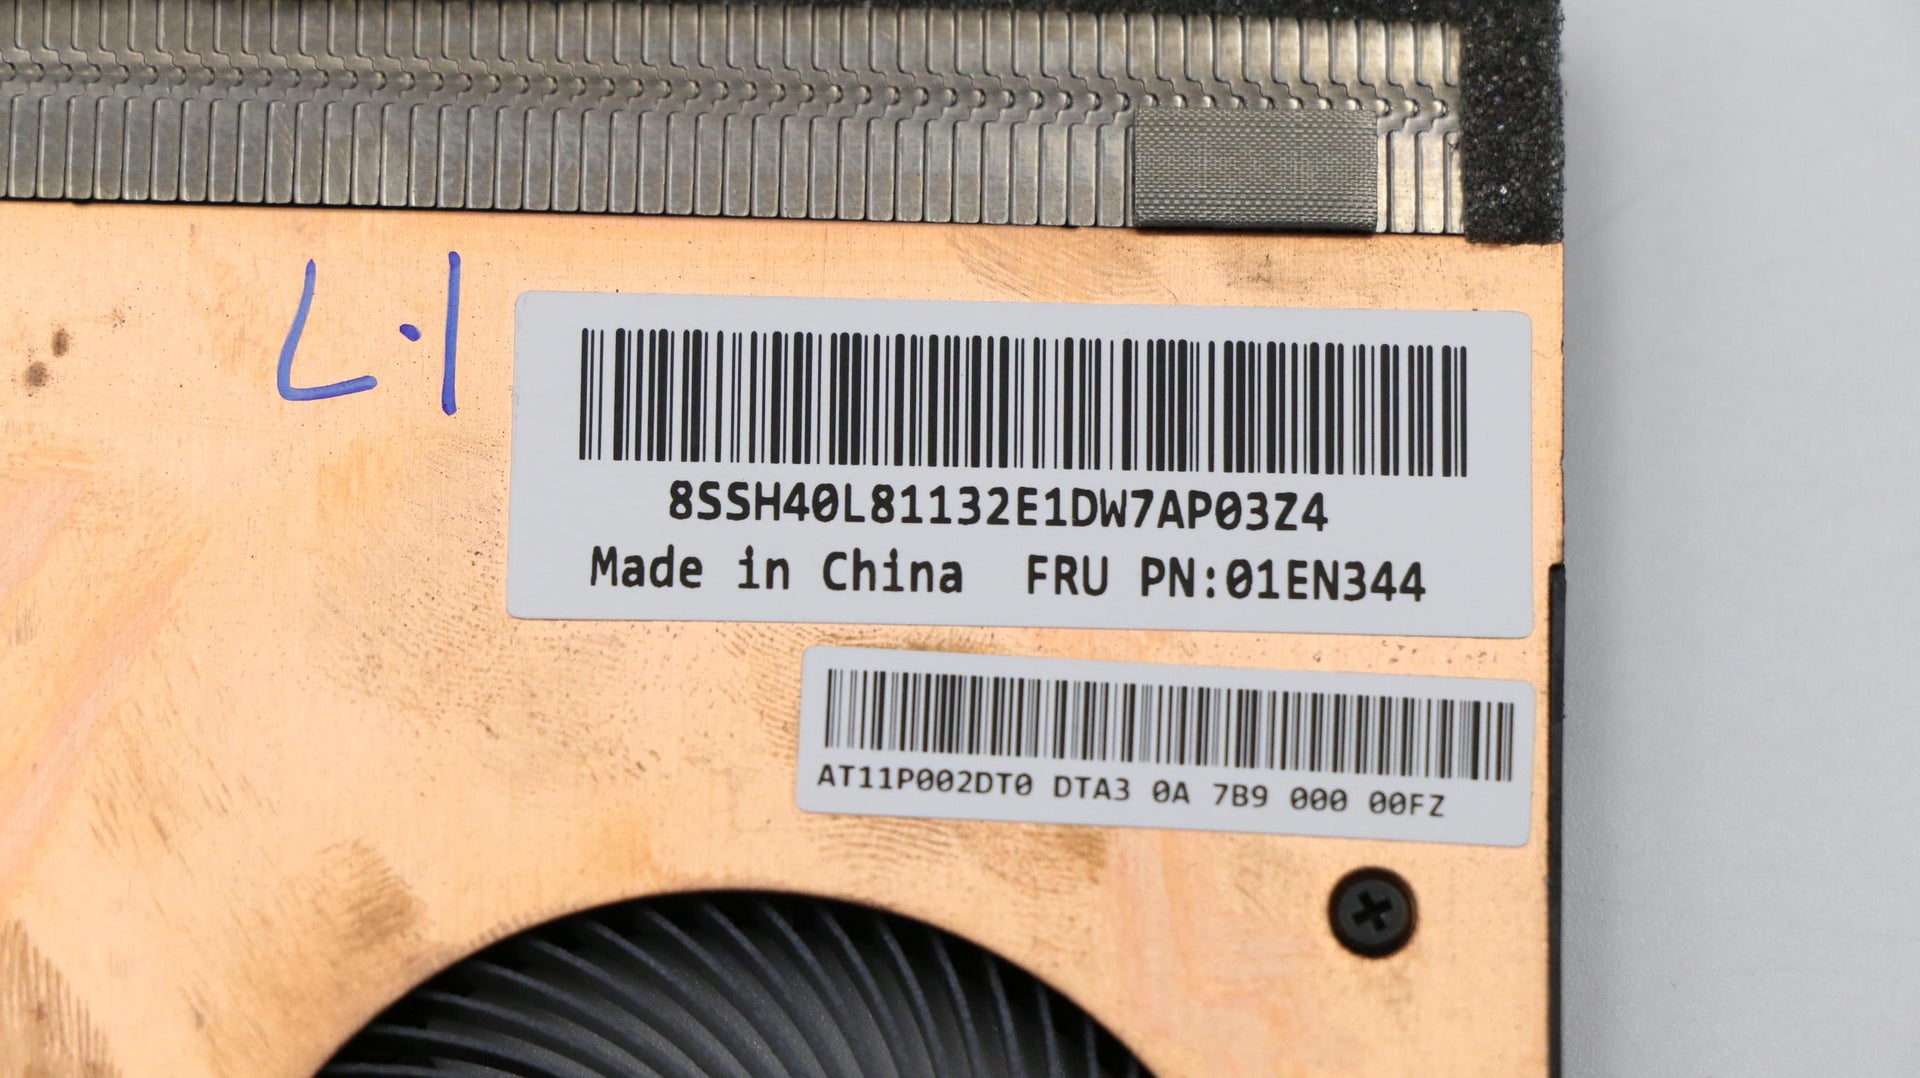 L.1
8SSH40L81132E1DW7AP03Z4
Made in China FRU PN:01EN344
AT11P002DT0 DTA3 0A 7B9 000 00FZ